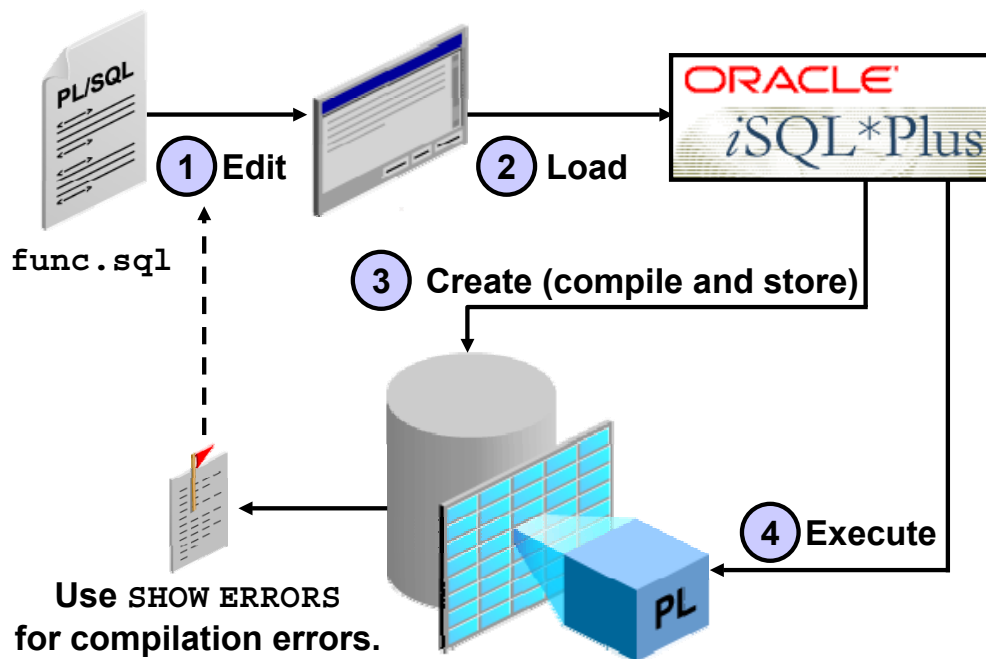 PL/SQL
ORACLE
iSQL*Plus
1 Edit
2 Load
func.sql
3 Create (compile and store)
4 Execute
PL
Use SHOW ERRORS
for compilation errors.